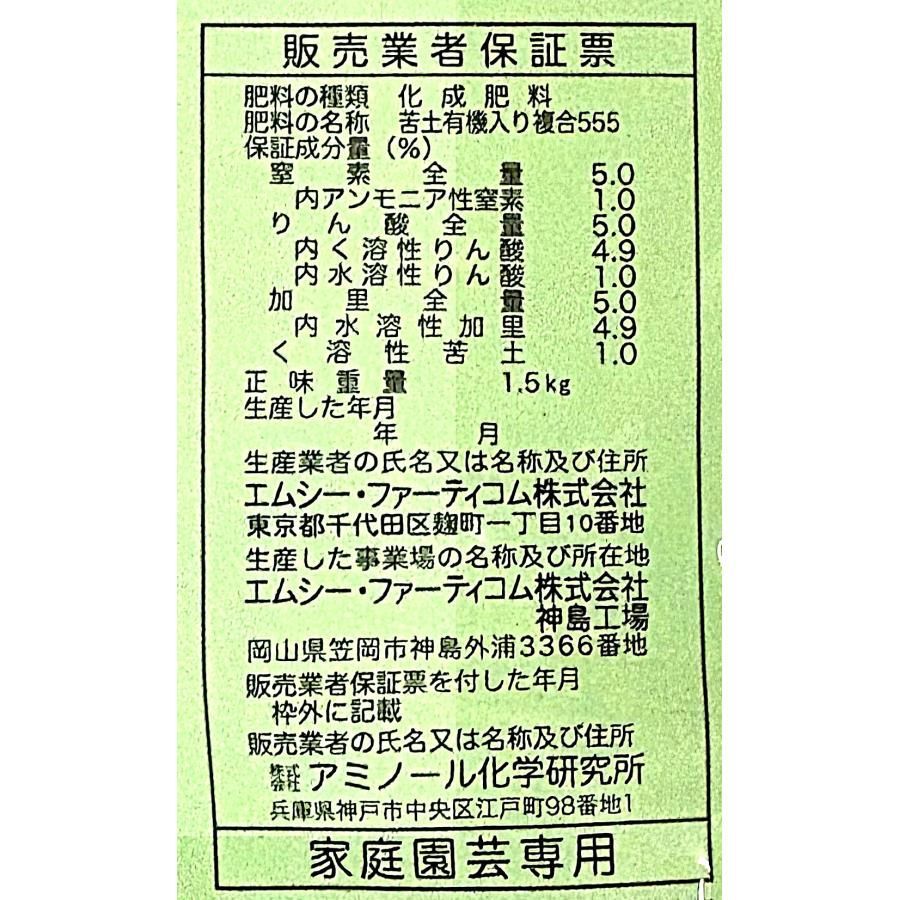 販売業者保証票
肥料の種類 化成肥料
肥料の名称 苦土有機入り複合555
保証成分量(%)
窒素全量 5.0
内アンモニア性窒素 1.0
りん酸全量 5.0
内く溶性りん酸 4.9
内水溶性りん酸 1.0
加里全量 5.0
内水溶性加里 4.9
く溶性苦土 1.0
正味重量 1.5kg
生産した年月
年 月
生産業者の氏名又は名称及び住所
エムシー・ファーティコム株式会社
東京都千代田区麹町一丁目10番地
生産した事業場の名称及び所在地
エムシー・ファーティコム株式会社
神島工場
岡山県笠岡市神島外浦3366番地
販売業者保証票を付した年月
枠外に記載
販売業者の氏名又は名称及び住所
株式会社アミノール化学研究所
兵庫県神戸市中央区江戸町98番地1
家庭園芸専用